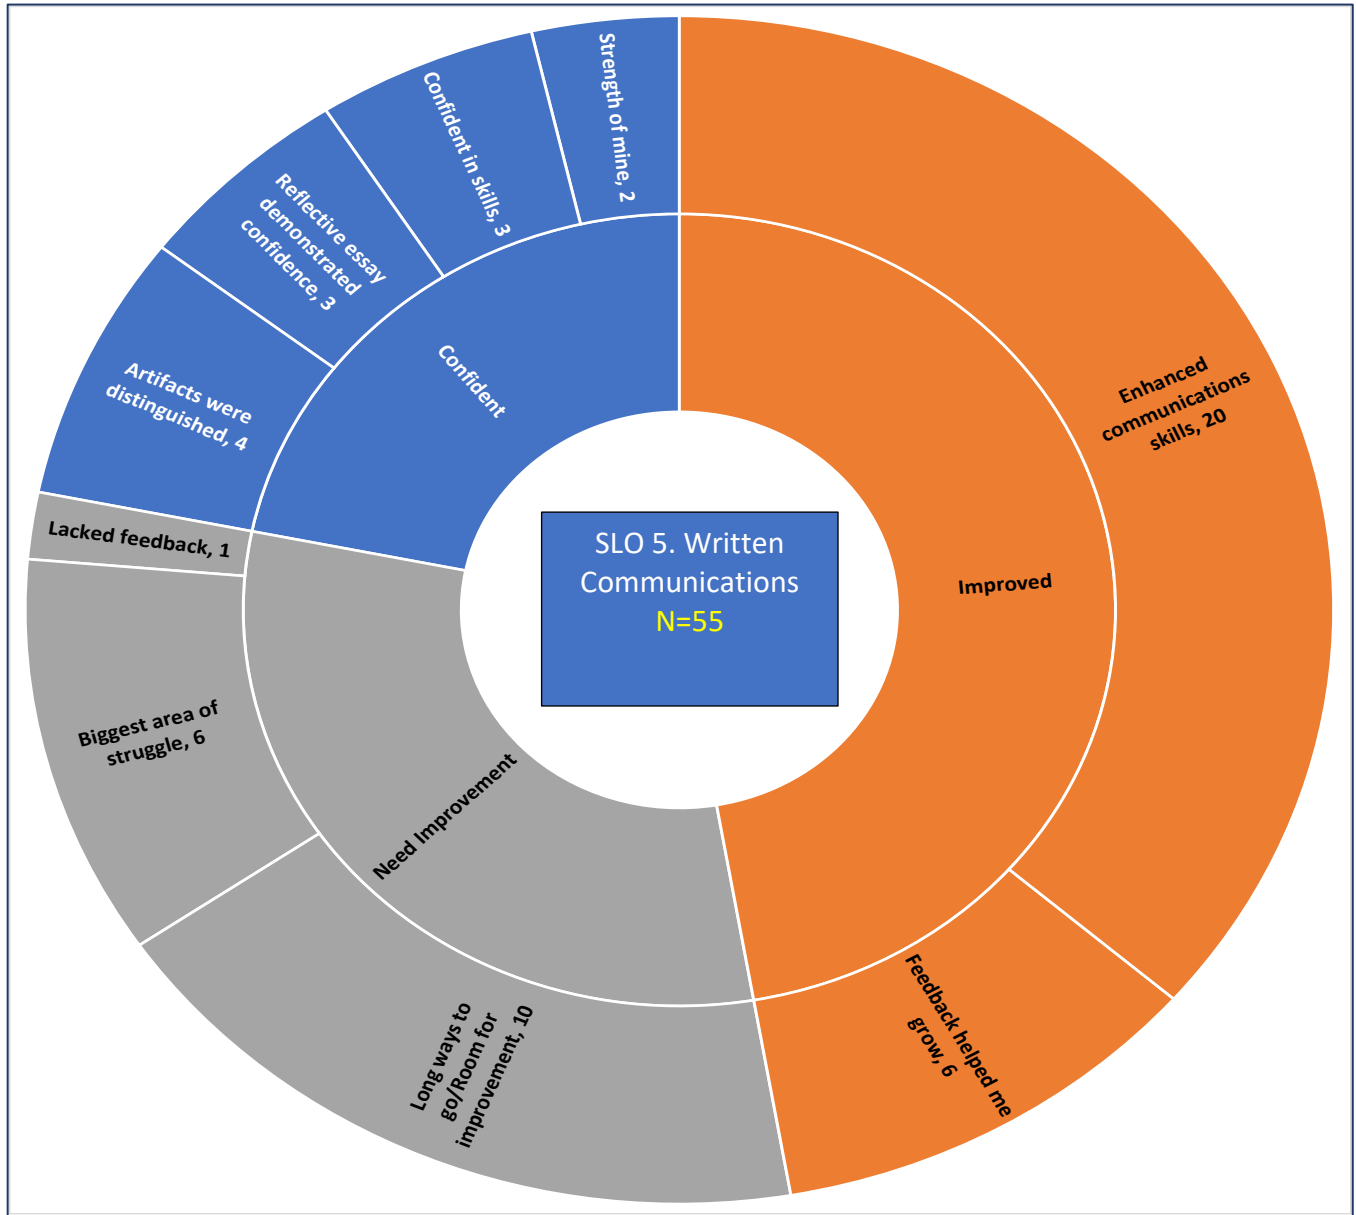 SLO 5. Written
Communications
N=55
Improved
Enhanced
communications
skills, 20
Feedback helped me
grow, 6
Need Improvement
Long ways to
go/Room for
improvement, 10
Biggest area of
struggle, 6
Lacked feedback, 1
Confident
Artifacts were
distinguished, 4
Reflective essay
demonstrated
confidence, 3
Confident in skills, 3
Strength of mine, 2